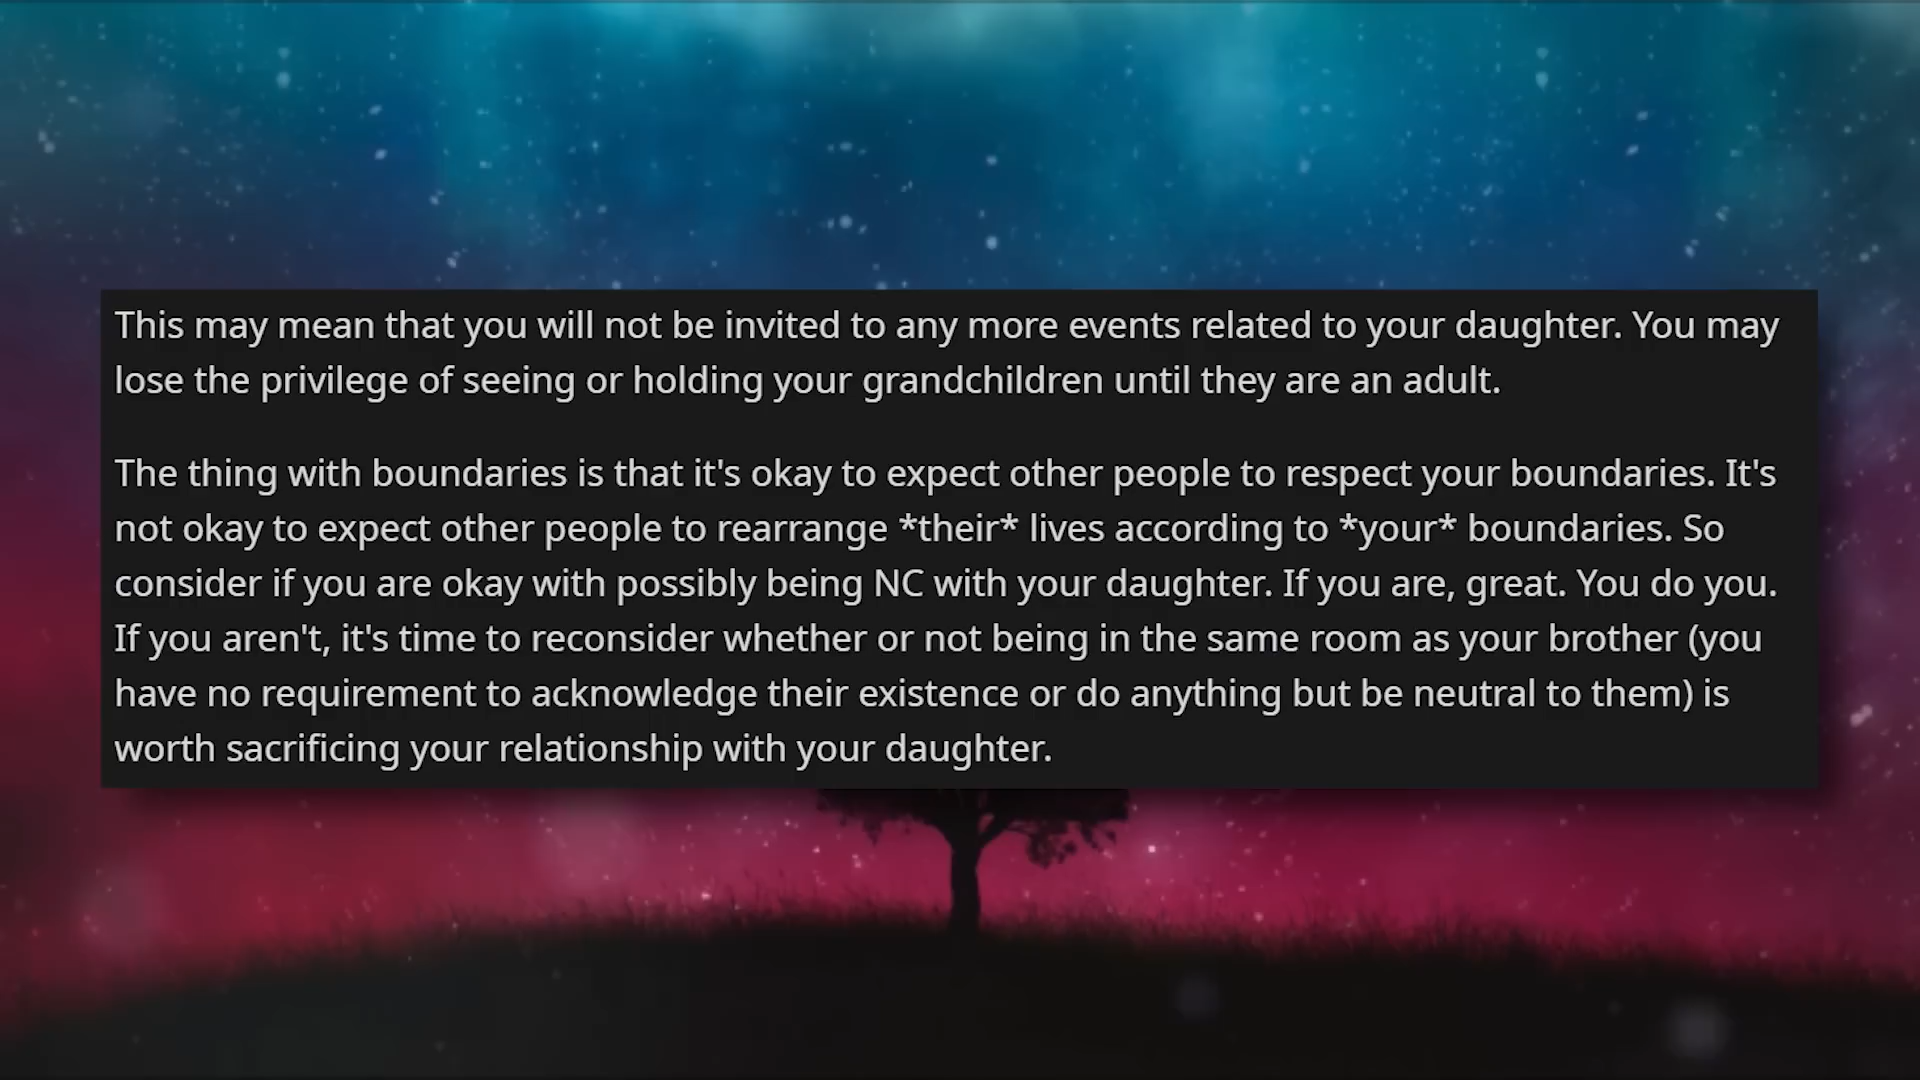 This may mean that you will not be invited to any more events related to your daughter. You may
lose the privilege of seeing or holding your grandchildren until they are an adult.
The thing with boundaries is that it's okay to expect other people to respect your boundaries. It's
not okay to expect other people to rearrange *their* lives according to *your* boundaries. So
consider if you are okay with possibly being NC with your daughter. If you are, great. You do you.
If you aren't, it's time to reconsider whether or not being in the same room as your brother (you
have no requirement to acknowledge their existence or do anything but be neutral to them) is
worth sacrificing your relationship with your daughter.